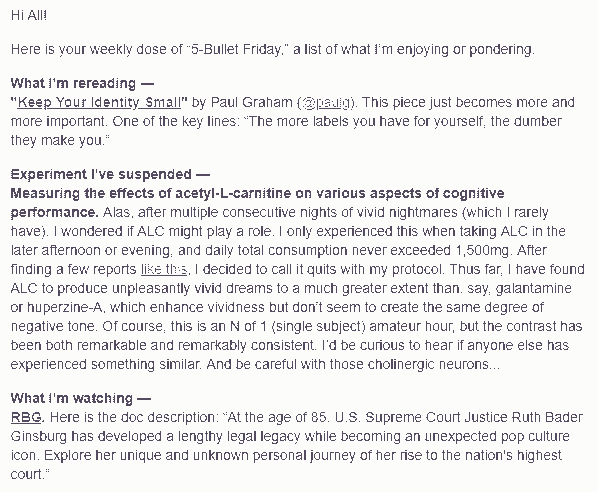 Hi All!
Here is your weekly dose of “5-Bullet Friday,” a list of what I’m enjoying or pondering.
What I’m rereading —
"Keep Your Identity Small" by Paul Graham (@paulg). This piece just becomes more and
more important. One of the key lines: “The more labels you have for yourself, the dumber
they make you.”
Experiment I’ve suspended —
Measuring the effects of acetyl-L-carnitine on various aspects of cognitive
performance. Alas, after multiple consecutive nights of vivid nightmares (which I rarely
have). I wondered if ALC might play a role. I only experienced this when taking ALC in the
later afternoon or evening, and daily total consumption never exceeded 1,500mg. After
finding a few reports like this, I decided to call it quits with my protocol. Thus far, I have found
ALC to produce unpleasantly vivid dreams to a much greater extent than. say, galantamine
or huperzine-A, which enhance vividness but don’t seem to create the same degree of
negative tone. Of course, this is an N of 1 (single subject) amateur hour, but the contrast has
been both remarkable and remarkably consistent. I’d be curious to hear if anyone else has
experienced something similar. And be careful with those cholinergic neurons...
What I’m watching —
RBG. Here is the doc description: “At the age of 85. U.S. Supreme Court Justice Ruth Bader
Ginsburg has developed a lengthy legal legacy while becoming an unexpected pop culture
icon. Explore her unique and unknown personal journey of her rise to the nation's highest
court.”